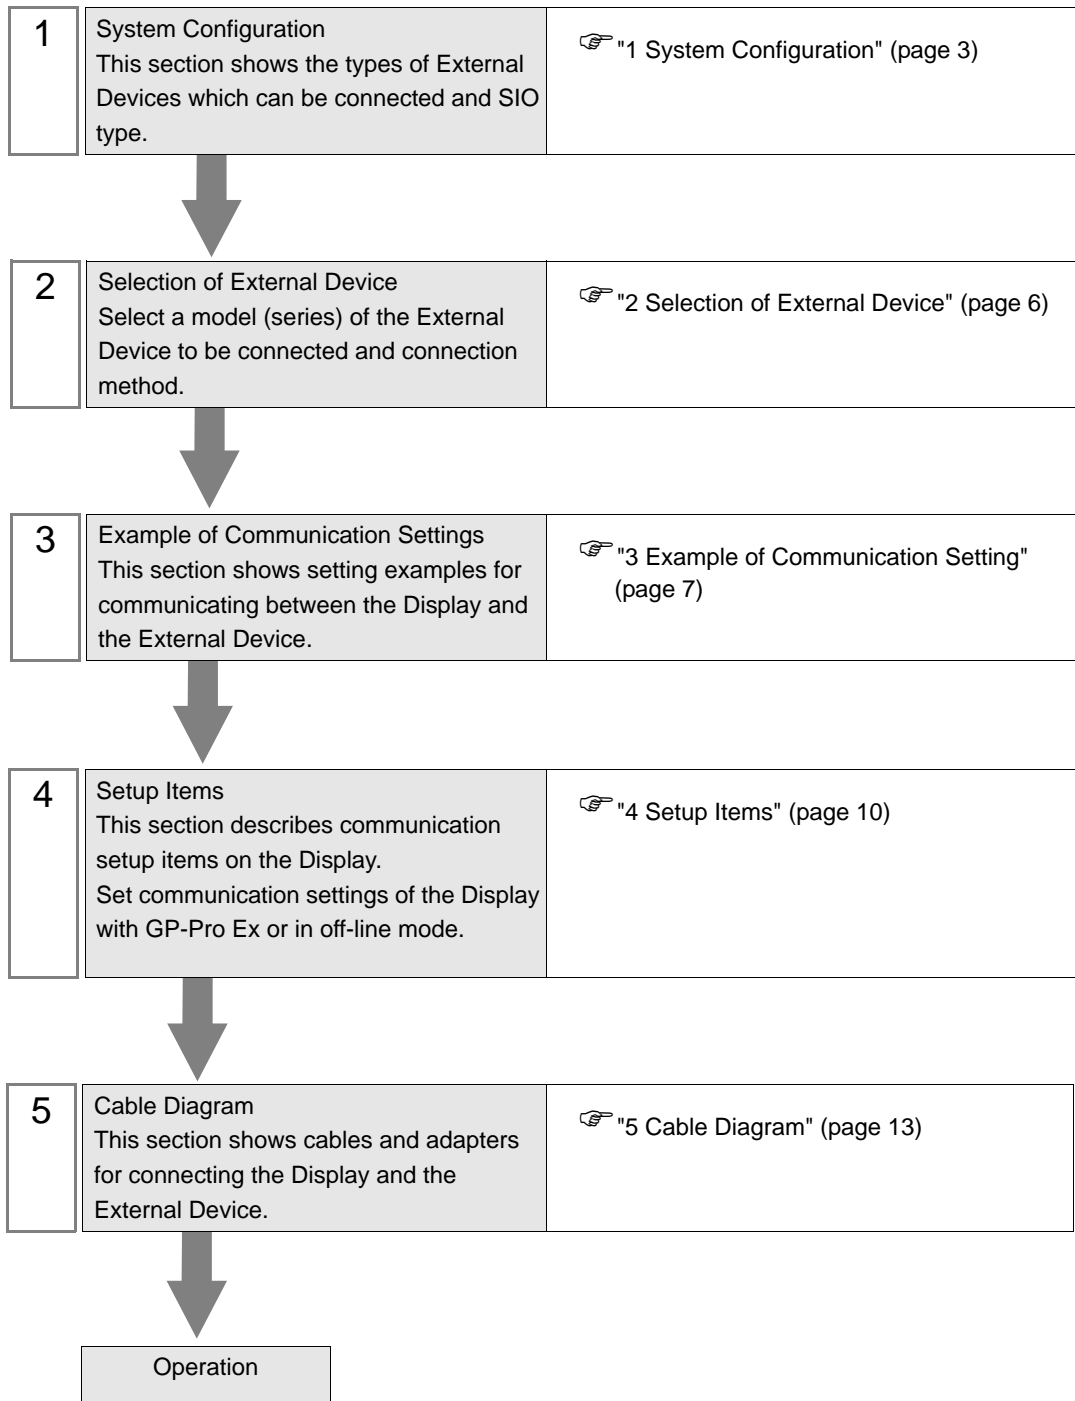 1
System Configuration
This section shows the types of External
Devices which can be connected and SIO
type.
"1 System Configuration" (page 3)
2
Selection of External Device
Select a model (series) of the External
Device to be connected and connection
method.
"2 Selection of External Device" (page 6)
3
Example of Communication Settings
This section shows setting examples for
communicating between the Display and
the External Device.
"3 Example of Communication Setting"
(page 7)
4
Setup Items
This section describes communication
setup items on the Display.
Set communication settings of the Display
with GP-Pro Ex or in off-line mode.
"4 Setup Items" (page 10)
5
Cable Diagram
This section shows cables and adapters
for connecting the Display and the
External Device.
"5 Cable Diagram" (page 13)
Operation